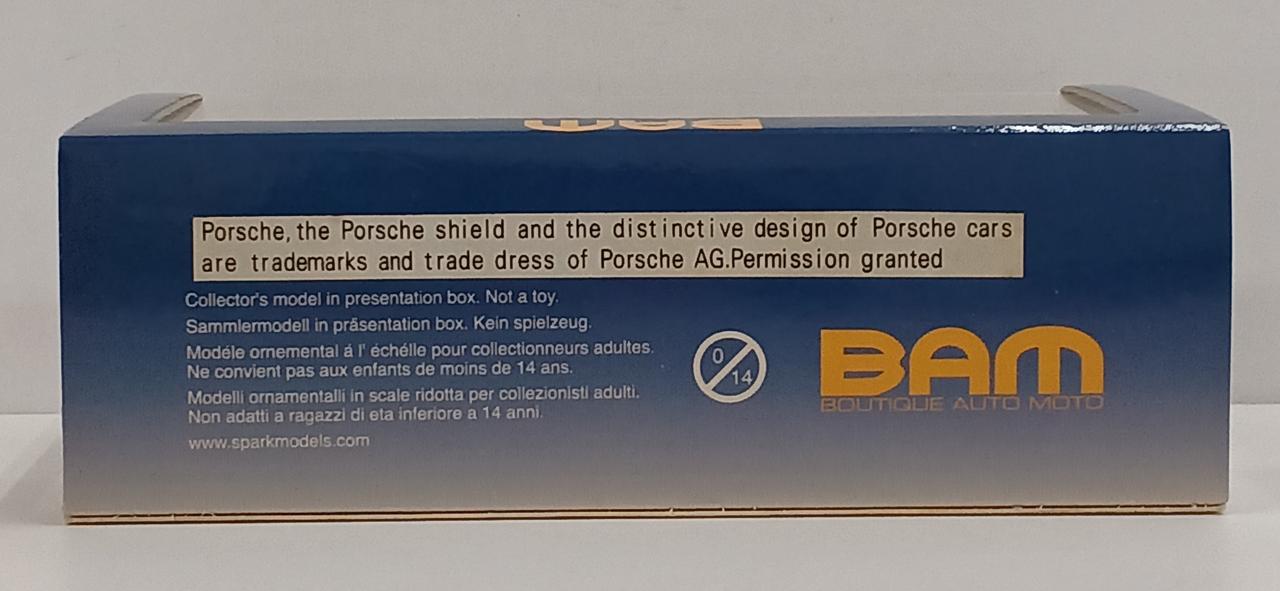 BAM
Porsche, the Porsche shield and the distinctive design of Porsche cars
are trademarks and trade dress of Porsche AG.Permission granted
Collector's model in presentation box. Not a toy.
Sammlermodell in präsentation box. Kein spielzeug.
Modéle ornemental á l' échélle pour collectionneurs adultes.
Ne convient pas aux enfants de moins de 14 ans.
Modelli ornamentalli in scale ridotta per collezionisti adulti.
Non adatti a ragazzi di eta inferiore a 14 anni.
www.sparkmodels.com
0
14
BAM
BOUTIQUE AUTO MOTO